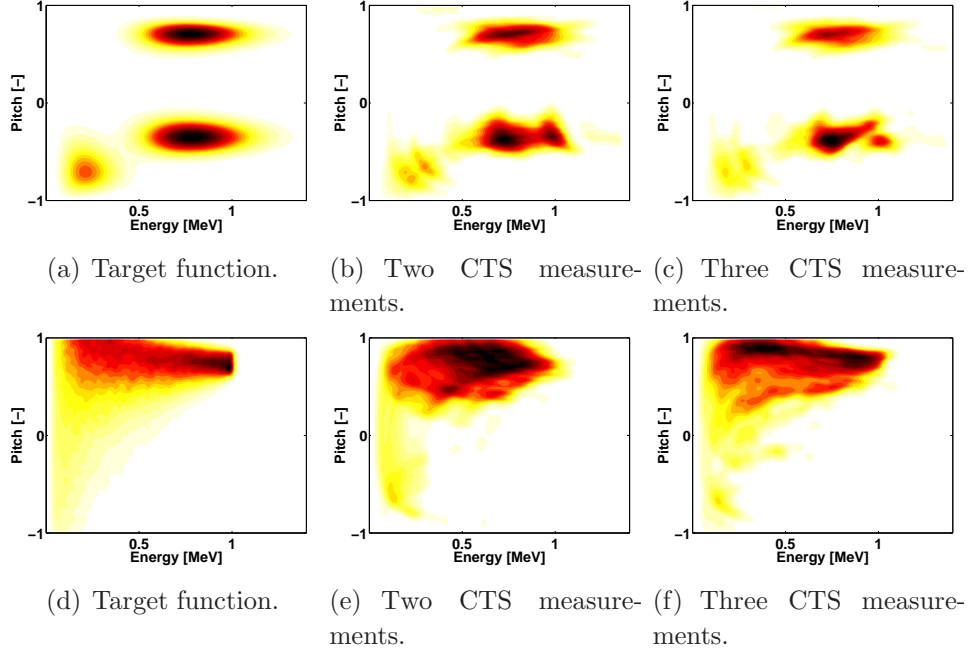 1
0
−1
Pitch [−]
0.5
1
Energy [MeV]
1
0
−1
Pitch [−]
0.5
1
Energy [MeV]
1
0
−1
Pitch [−]
0.5
1
Energy [MeV]
(a) Target function.
(b) Two CTS measure-
ments.
(c) Three CTS measure-
ments.
1
0
−1
Pitch [−]
0.5
1
Energy [MeV]
1
0
−1
Pitch [−]
0.5
1
Energy [MeV]
1
0
−1
Pitch [−]
0.5
1
Energy [MeV]
(d) Target function.
(e) Two CTS measure-
ments.
(f) Three CTS measure-
ments.